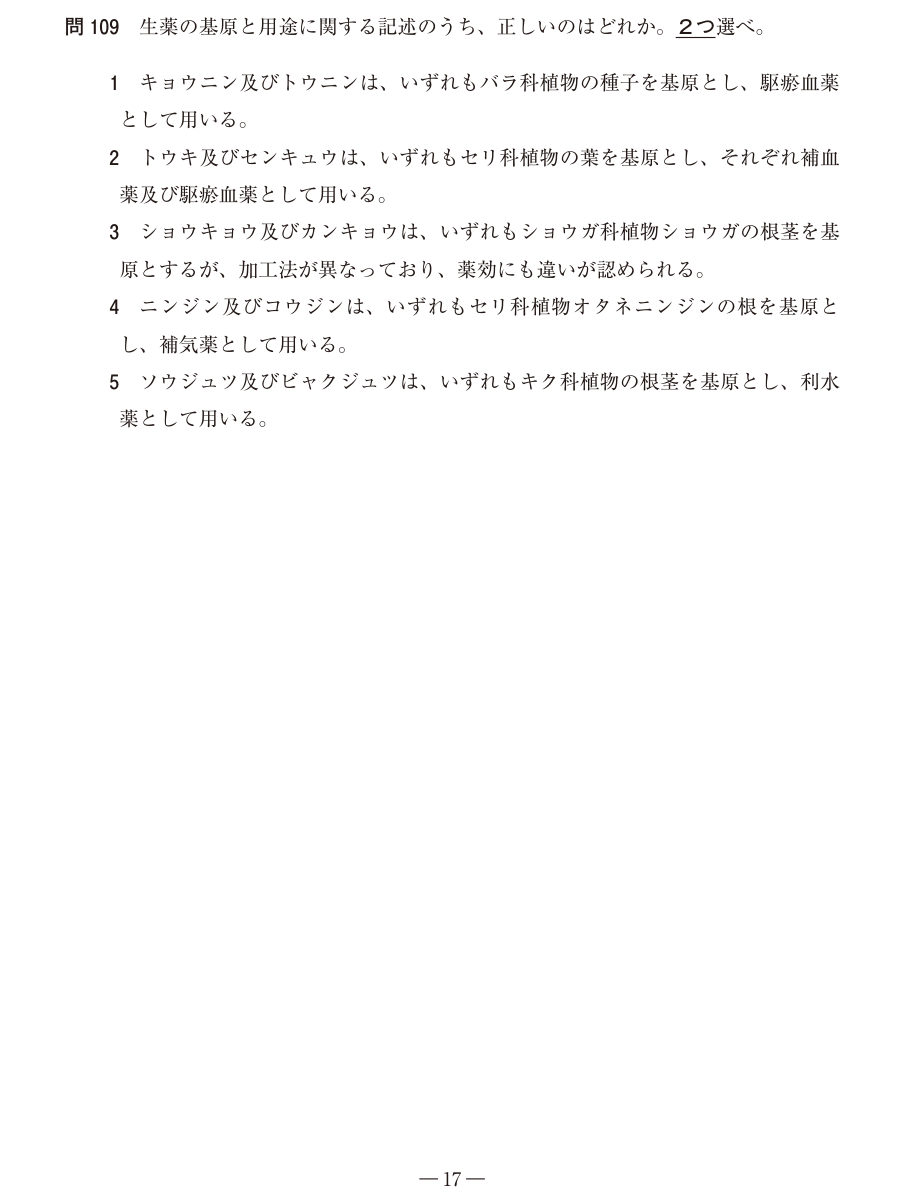 問 109 生薬の基原と用途に関する記述のうち、正しいのはどれか。２つ選べ。
1 キョウニン及びトウニンは、いずれもバラ科植物の種子を基原とし、駆瘀血薬
として用いる。
2 トウキ及びセンキュウは、いずれもセリ科植物の葉を基原とし、それぞれ補血
薬及び駆瘀血薬として用いる。
3 ショウキョウ及びカンキョウは、いずれもショウガ科植物ショウガの根茎を基
原とするが、加工法が異なっており、薬効にも違いが認められる。
4 ニンジン及びコウジンは、いずれもセリ科植物オタネニンジンの根を基原と
し、補気薬として用いる。
5 ソウジュツ及びビャクジュツは、いずれもキク科植物の根茎を基原とし、利水
薬として用いる。
― 17 ―